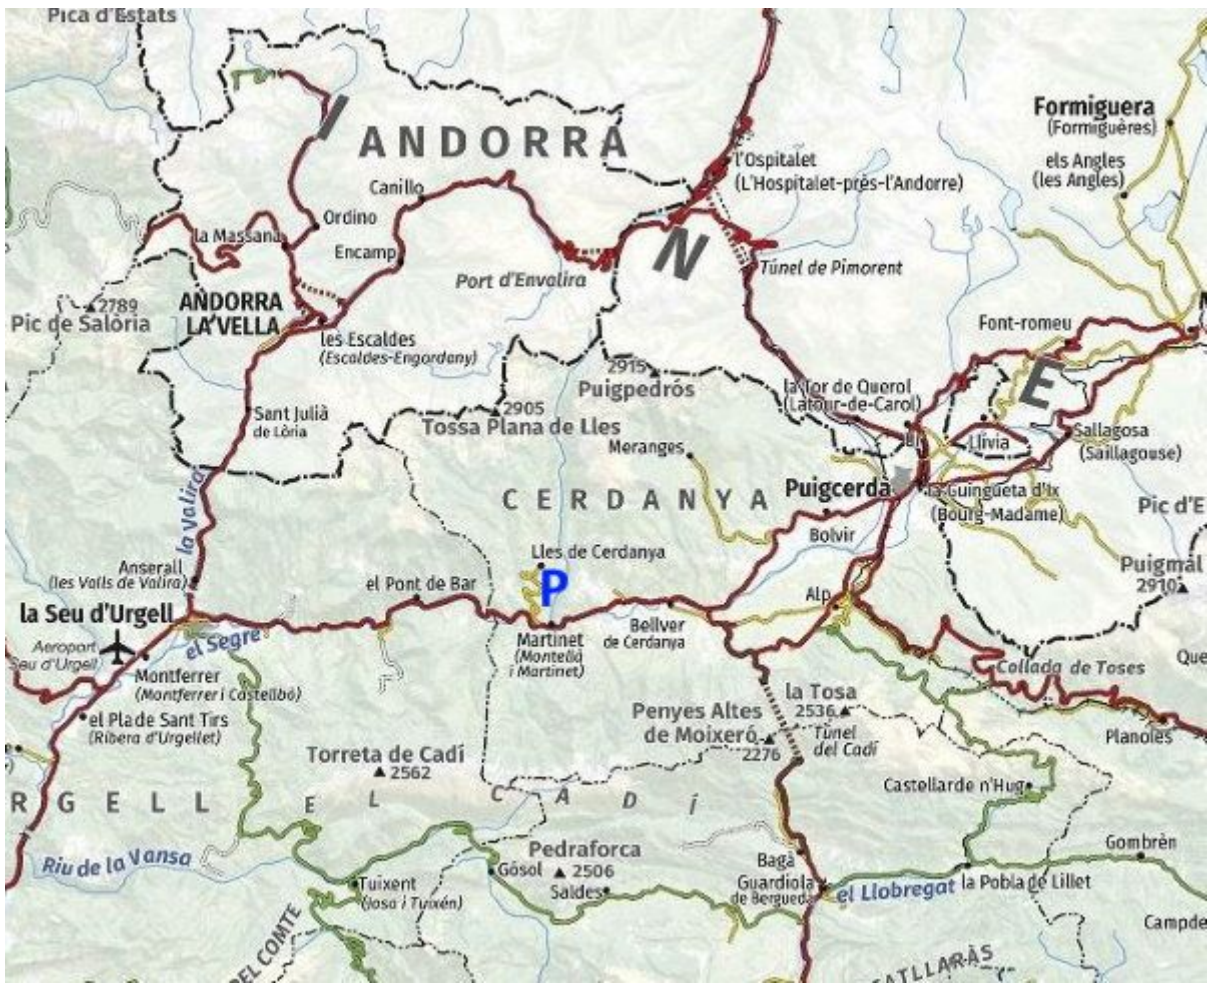 Pica d'Estats
ANDORRA
Formiguera
(Formiguères)
els Angles
(les Angles)
l'Ospitalet
(L'Hospitalet-près-l'Andorre)
Canillo
Ordino
la Massana
Encamp
I
N
E
Port d'Envalira
Túnel de Pimorent
2789
Pic de Salòria
ANDORRA
LA VELLA
les Escaldes
(Escaldes-Engordany)
Font-romeu
2915
Puigpedrós
la Tor de Querol
(Latour-de-Carol)
Sant Julià
de Lòria
2905
Tossa Plana de Lles
Meranges
Ur
Llívia
Sallagosa
(Saillagouse)
CERDANYA
Puigcerdà
la Guingueta d'Ix
(Bourg-Madame)
Bolvir
Pic d'E
la Valira
Anserall
(les Valls de Valira)
el Pont de Bar
Lles de Cerdanya
P
Puigmal
2910
Alp
la Seu d'Urgell
el Segre
Aeroport
Seu d'Urgell
Martinet
(Montellà
i Martinet)
Bellver
de Cerdanya
Montferrer
(Montferrer i Castellbò)
Collada de Toses
Que
el Pla de Sant Tirs
(Ribera d'Urgellet)
la Tosa
2536
Penyes Altes
de Moixeró
2276
Túnel
del Cadí
Planoles
Torreta de Cadí
2562
Castellar de n'Hug
RGELL
EL CADÍ
Riu de la Vansa
Pedraforca
2506
Gósol
Saldes
Bagà
Guardiola
de Berguedà
el Llobregat
la Pobla de Lillet
Gombrèn
Tuixent
(Josa i Tuixén)
Campde
DEL COMTE
CATLLARÀS